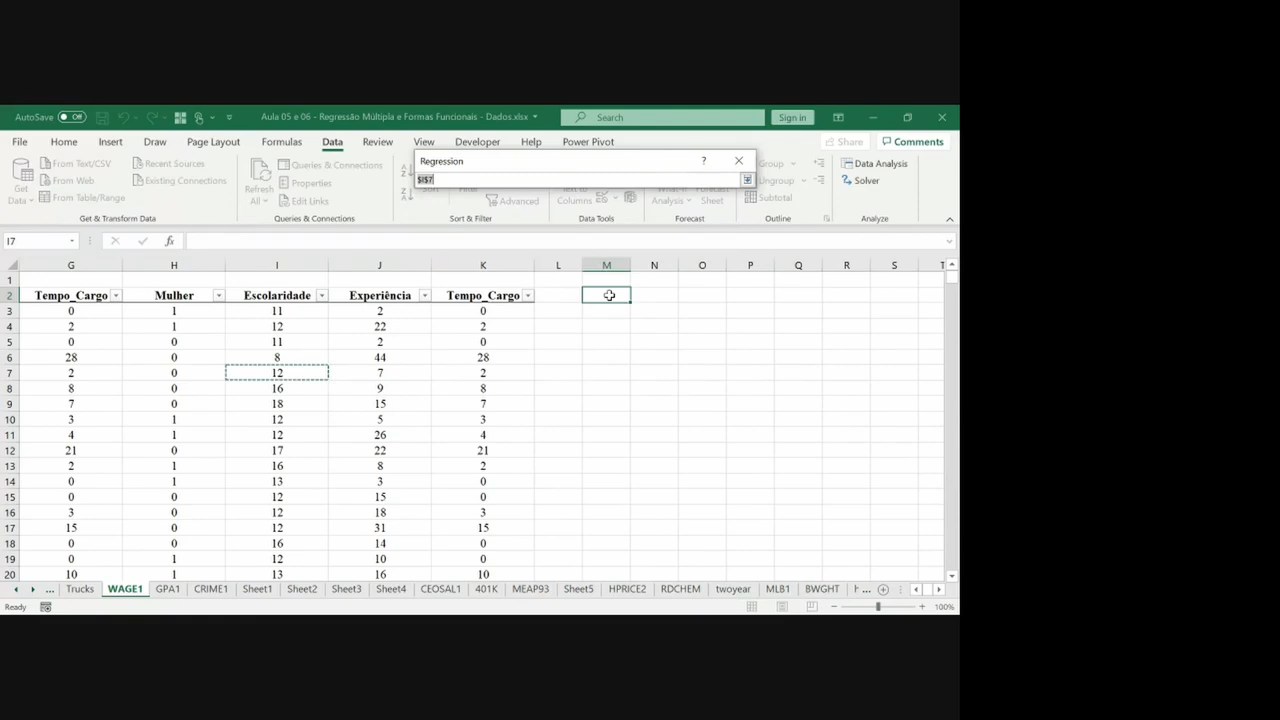 AutoSave Off Aula 05 e 06 - Regressão Múltipla e Formas Funcionais - Dados.xlsx Search Sign in
File Home Insert Draw Page Layout Formulas Data Review View Developer Help Power Pivot Share Comments
Regression ?
$I$7
Get Data
From Text/CSV
From Web
From Table/Range
Recent Sources
Existing Connections
Get & Transform Data
Refresh All
Queries & Connections
Properties
Edit Links
Queries & Connections
Advanced
Sort & Filter
Columns
Data Tools
Analysis
Sheet
Forecast
Group
Ungroup
Subtotal
Outline
Data Analysis
Solver
Analyze
I7 fx
G H I J K L M N O P Q R S T
1
2 Tempo_Cargo Mulher Escolaridade Experiência Tempo_Cargo
3 0 1 11 2 0
4 2 1 12 22 2
5 0 0 11 2 0
6 28 0 8 44 28
7 2 0 12 7 2
8 8 0 16 9 8
9 7 0 18 15 7
10 3 1 12 5 3
11 4 1 12 26 4
12 21 0 17 22 21
13 2 1 16 8 2
14 0 1 13 3 0
15 0 0 12 15 0
16 3 0 12 18 3
17 15 0 12 31 15
18 0 0 16 14 0
19 0 1 12 10 0
20 10 1 13 16 10
... Trucks WAGE1 GPA1 CRIME1 Sheet1 Sheet2 Sheet3 Sheet4 CEOSAL1 401K MEAP93 Sheet5 HPRICE2 RDCHEM twoyear MLB1 BWGHT ...
Ready 100%